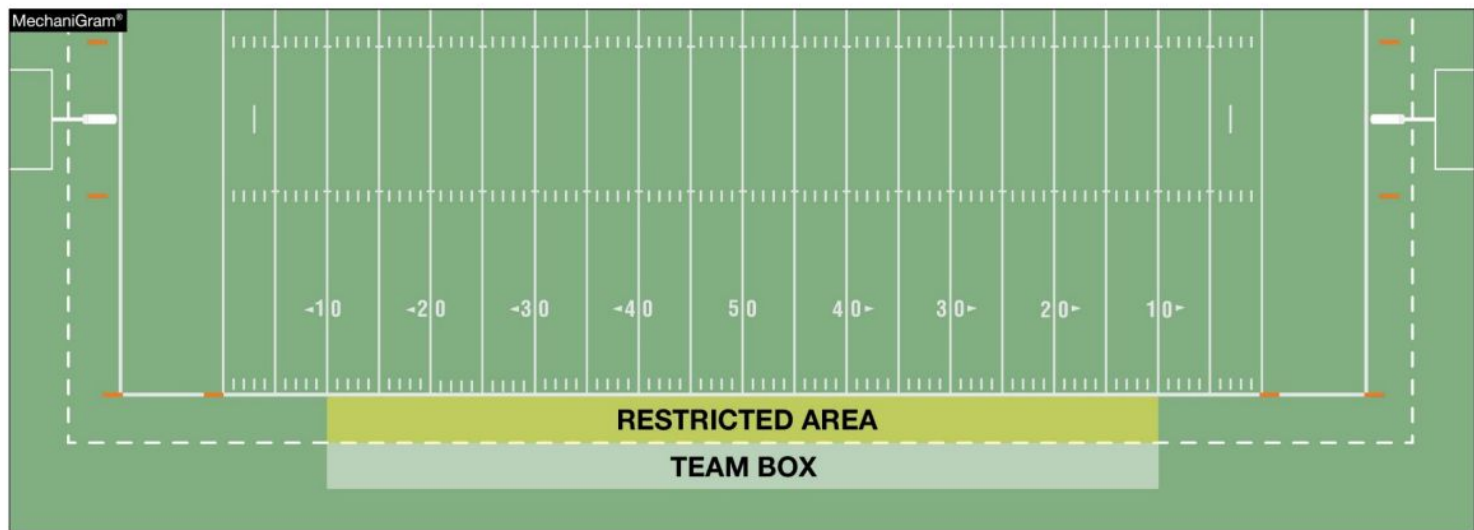 MechaniGram®
◄10 ◄20 ◄30 ◄40 50 40► 30► 20► 10►
RESTRICTED AREA
TEAM BOX